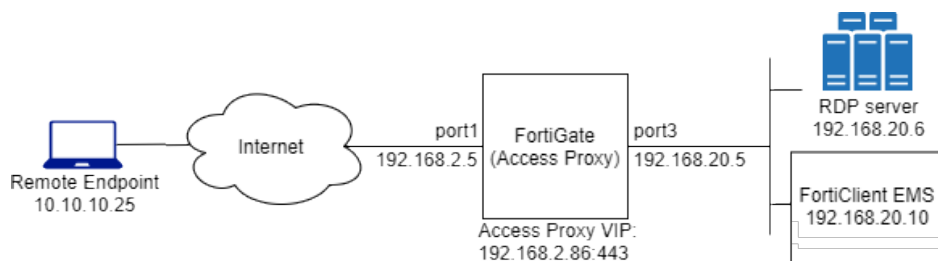 RDP server
192.168.20.6
port1
FortiGate
(Access Proxy)
port3
Internet
192.168.2.5
192.168.20.5
Remote Endpoint
10.10.10.25
FortiClient EMS
192.168.20.10
Access Proxy VIP:
192.168.2.86:443